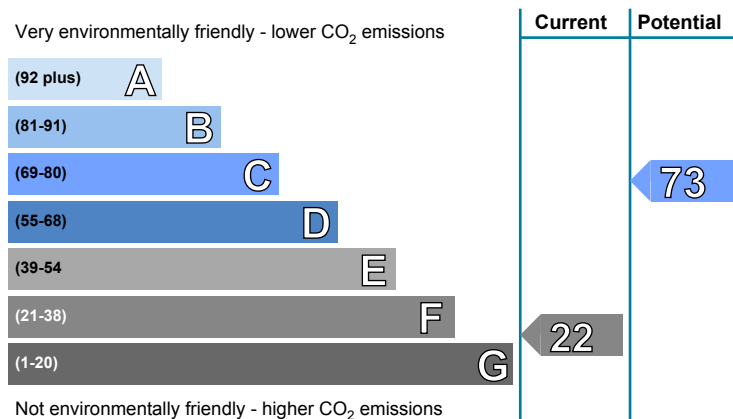 Current Potential
Very environmentally friendly - lower CO2 emissions
(92 plus) A
(81-91) B
(69-80) C
73
(55-68) D
(39-54 E
(21-38) F
22
(1-20) G
Not environmentally friendly - higher CO2 emissions